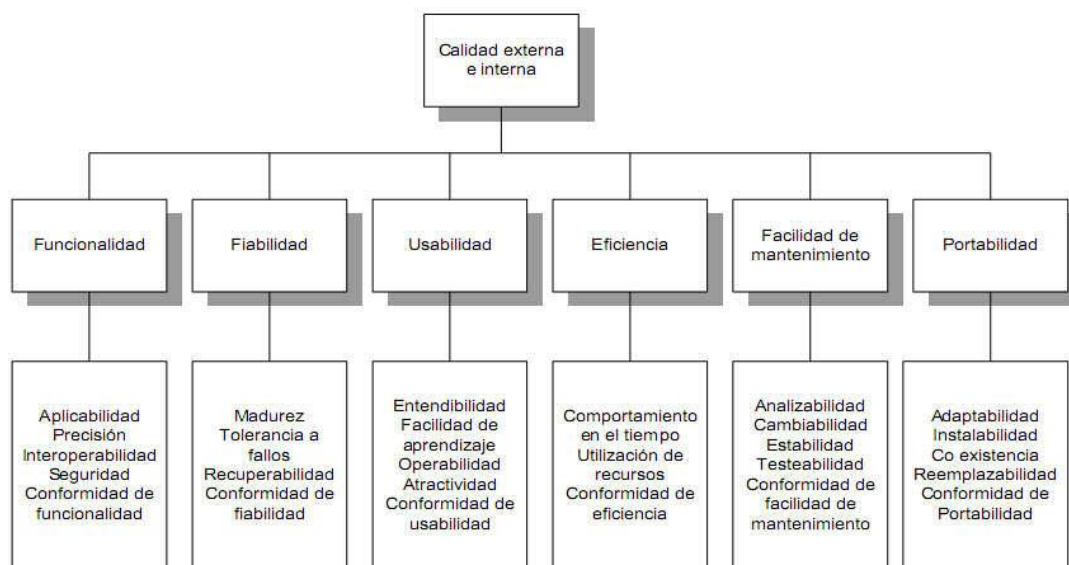 Calidad externa
e interna
Funcionalidad
Fiabilidad
Usabilidad
Eficiencia
Facilidad de
mantenimiento
Portabilidad
Aplicabilidad
Precisión
Interoperabilidad
Seguridad
Conformidad de
funcionalidad
Madurez
Tolerancia a
fallos
Recuperabilidad
Conformidad de
fiabilidad
Entendibilidad
Facilidad de
aprendizaje
Operabilidad
Atractividad
Conformidad de
usabilidad
Comportamiento
en el tiempo
Utilización de
recursos
Conformidad de
eficiencia
Analizabilidad
Cambiabilidad
Estabilidad
Testeabilidad
Conformidad de
facilidad de
mantenimiento
Adaptabilidad
Instalabilidad
Co existencia
Reemplazabilidad
Conformidad de
Portabilidad